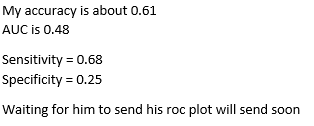 My accuracy is about 0.61
AUC is 0.48
Sensitivity = 0.68
Specificity = 0.25
Waiting for him to send his roc plot will send soon